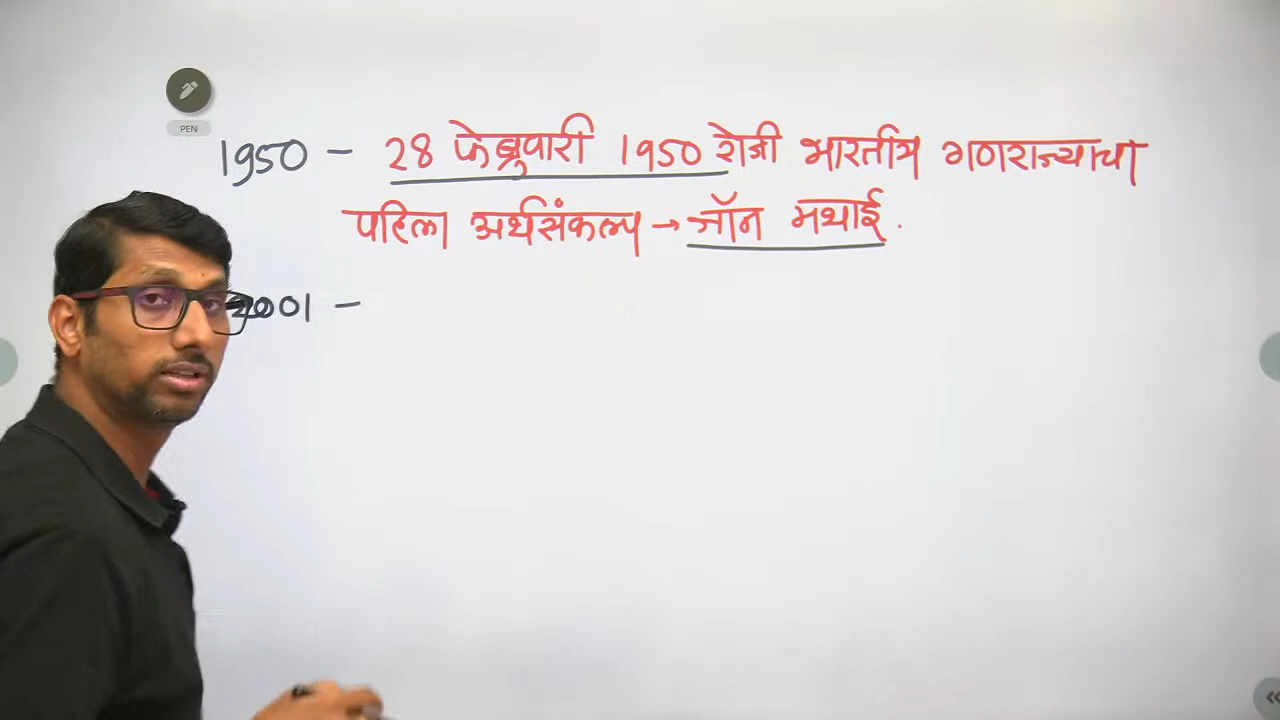 PEN
1950 – 28 फेब्रुवारी 1950 रोजी भारतीय गणराज्याचा
पहिला अर्थसंकल्प → जॉन मथाई.
2001 –